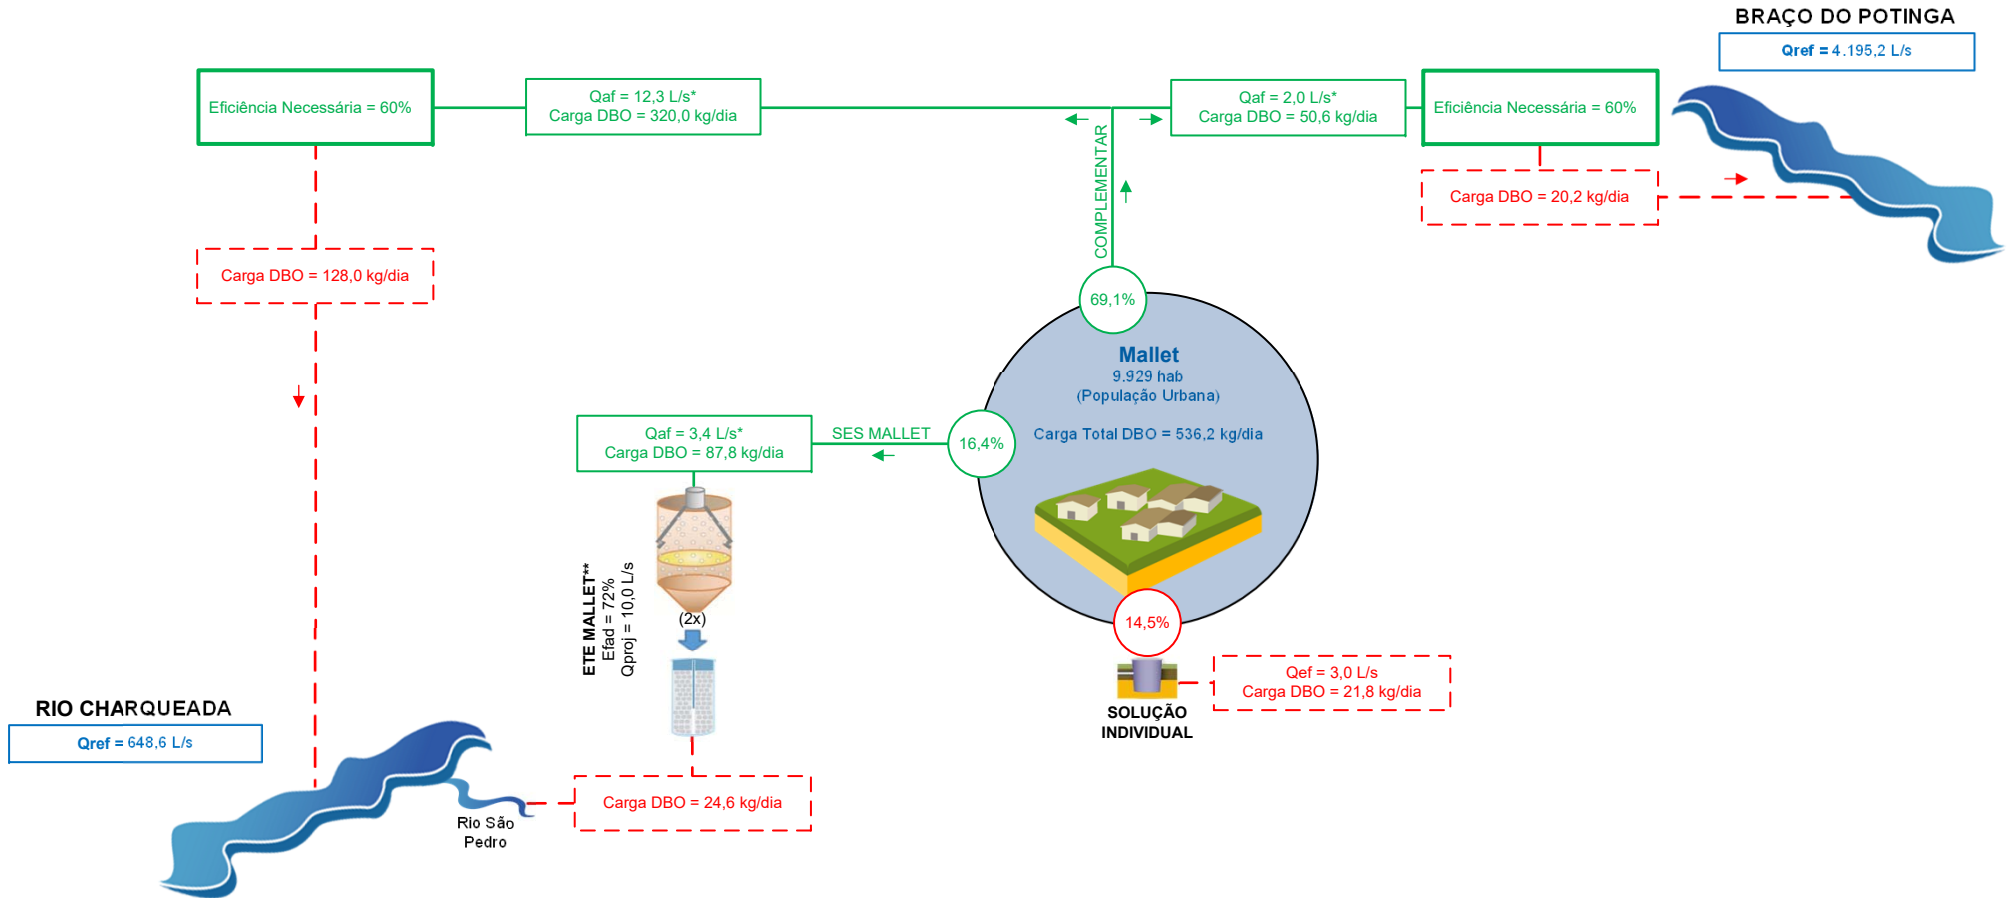 BRAÇO DO POTINGA
Qref = 4.195,2 L/s
Eficiência Necessária = 60%
Qaf = 12,3 L/s*
Carga DBO = 320,0 kg/dia
Qaf = 2,0 L/s*
Carga DBO = 50,6 kg/dia
Eficiência Necessária = 60%
COMPLEMENTAR
Carga DBO = 20,2 kg/dia
Carga DBO = 128,0 kg/dia
69,1%
Mallet
9.929 hab
(População Urbana)
Carga Total DBO = 536,2 kg/dia
Qaf = 3,4 L/s*
Carga DBO = 87,8 kg/dia
SES MALLET
16,4%
ETE MALLET**
Efad = 72%
Qproj = 10,0 L/s
(2x)
14,5%
Qef = 3,0 L/s
Carga DBO = 21,8 kg/dia
SOLUÇÃO
INDIVIDUAL
RIO CHARQUEADA
Qref = 648,6 L/s
Carga DBO = 24,6 kg/dia
Rio São
Pedro